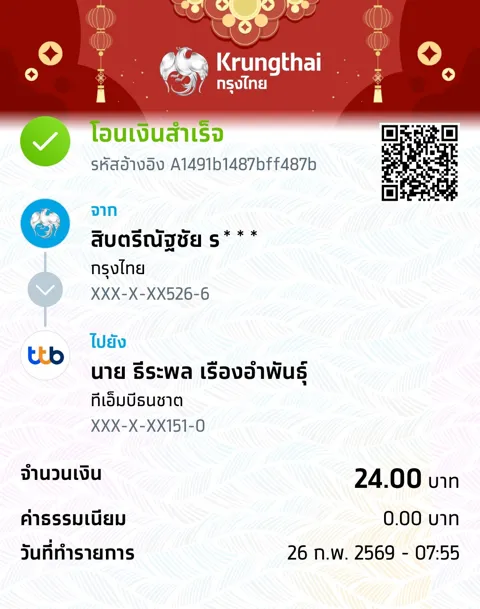 Krungthai
กรุงไทย
โอนเงินสำเร็จ
รหัสอ้างอิง A1491b1487bff487b
จาก
สิบตรีณัฐชัย ร***
กรุงไทย
XXX-X-XX526-6
ไปยัง
ttb
นาย ธีระพล เรืองอำพันธุ์
ทีเอ็มบีธนชาต
XXX-X-XX151-0
จำนวนเงิน 24.00 บาท
ค่าธรรมเนียม 0.00 บาท
วันที่ทำรายการ 26 ก.พ. 2569 - 07:55